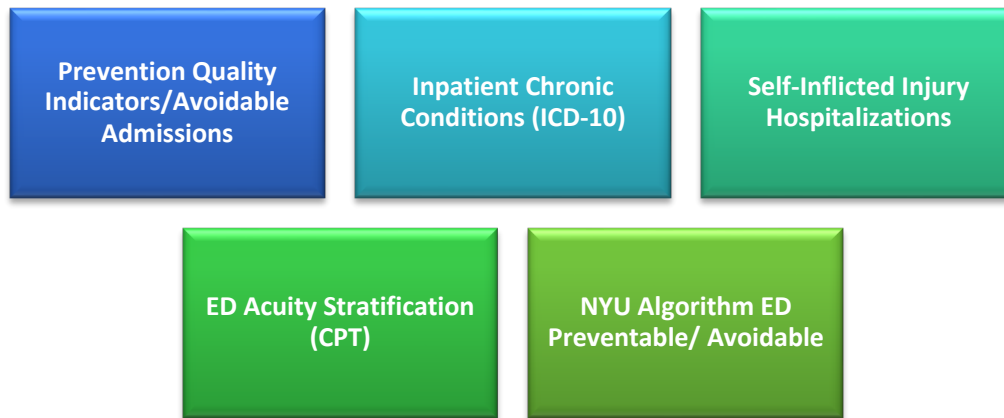 Prevention Quality
Indicators/Avoidable
Admissions
Inpatient Chronic
Conditions (ICD-10)
Self-Inflicted Injury
Hospitalizations
ED Acuity Stratification
(CPT)
NYU Algorithm ED
Preventable/ Avoidable